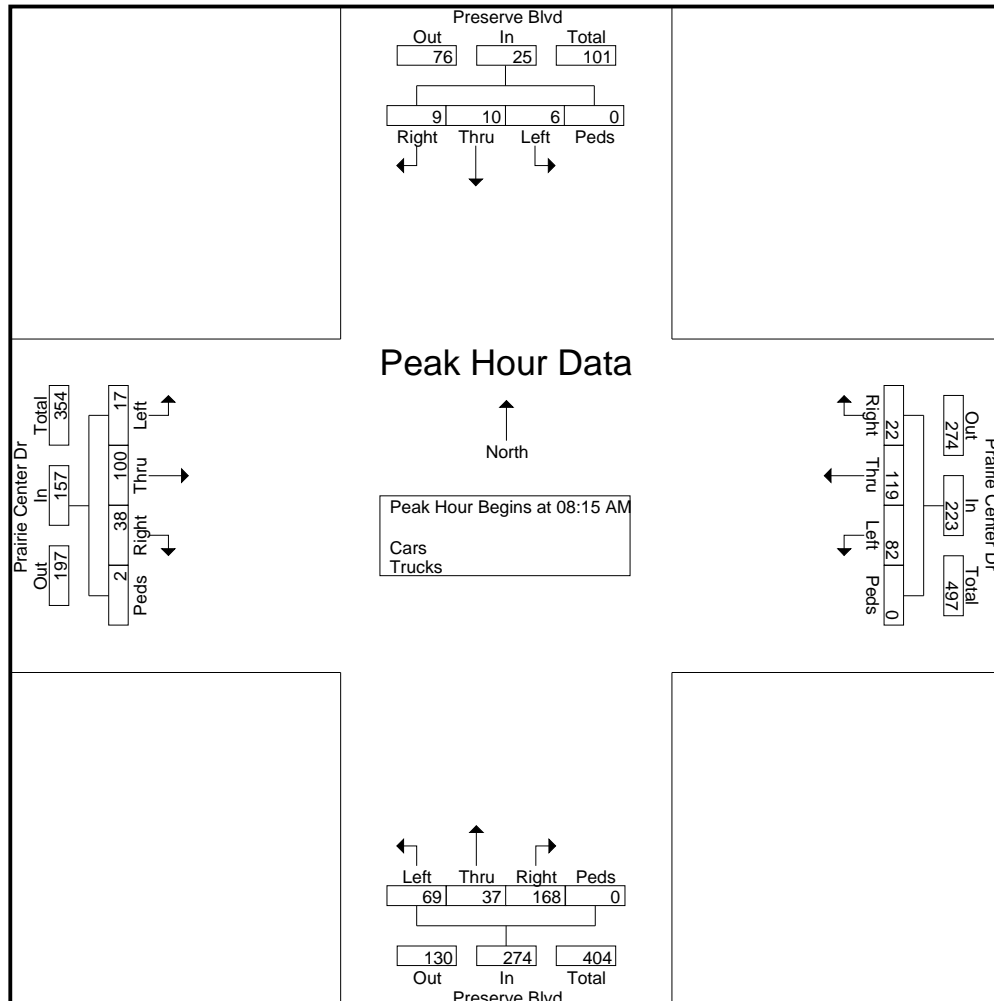 Preserve Blvd
Out In Total
76 25 101
9 10 6 0
Right Thru Left Peds
Peak Hour Data
North
Peak Hour Begins at 08:15 AM
Cars
Trucks
Prairie Center Dr
Total In Out
354 157 197
17 100 38 2
Left Thru Right Peds
Prairie Center Dr
Out In Total
274 223 497
22 119 82 0
Right Thru Left Peds
Left Thru Right Peds
69 37 168 0
130 274 404
Out In Total
Preserve Blvd